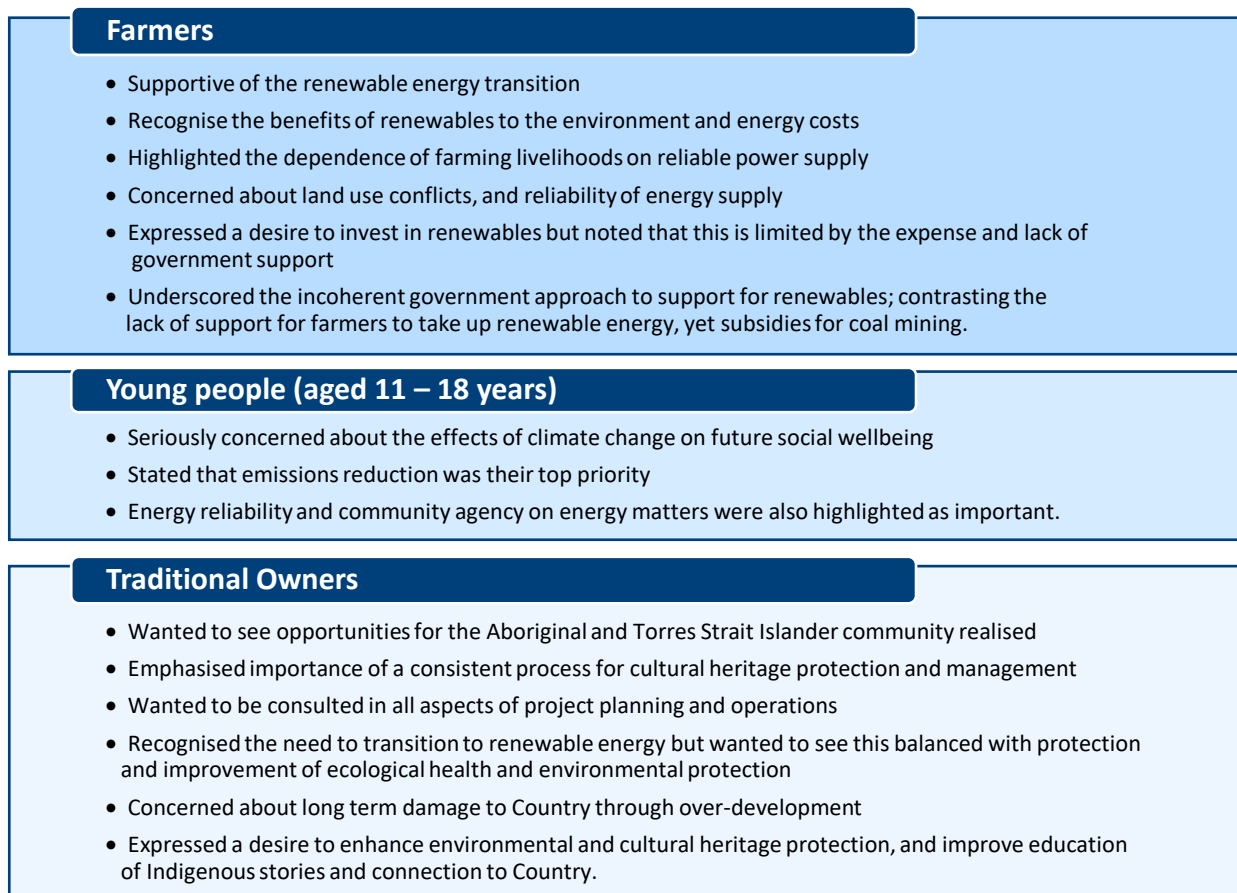 Farmers
• Supportive of the renewable energy transition
• Recognise the benefits of renewables to the environment and energy costs
• Highlighted the dependence of farming livelihoods on reliable power supply
• Concerned about land use conflicts, and reliability of energy supply
• Expressed a desire to invest in renewables but noted that this is limited by the expense and lack of
government support
• Underscored the incoherent government approach to support for renewables; contrasting the
lack of support for farmers to take up renewable energy, yet subsidies for coal mining.
Young people (aged 11 – 18 years)
• Seriously concerned about the effects of climate change on future social wellbeing
• Stated that emissions reduction was their top priority
• Energy reliability and community agency on energy matters were also highlighted as important.
Traditional Owners
• Wanted to see opportunities for the Aboriginal and Torres Strait Islander community realised
• Emphasised importance of a consistent process for cultural heritage protection and management
• Wanted to be consulted in all aspects of project planning and operations
• Recognised the need to transition to renewable energy but wanted to see this balanced with protection
and improvement of ecological health and environmental protection
• Concerned about long term damage to Country through over-development
• Expressed a desire to enhance environmental and cultural heritage protection, and improve education
of Indigenous stories and connection to Country.